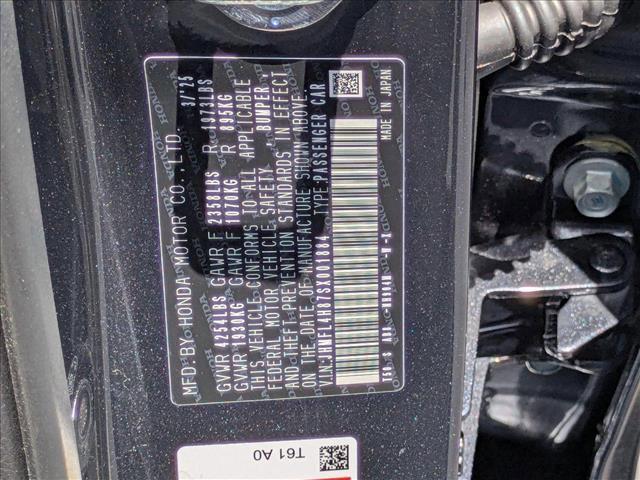 MFD. BY HONDA MOTOR CO., LTD. 3/'25
GVWR 4254LBS GAWR F 2358LBS R 1973LBS
GVWR 1930KG GAWR F 1070KG R 895KG
THIS VEHICLE CONFORMS TO ALL APPLICABLE
FEDERAL MOTOR VEHICLE SAFETY, BUMPER,
AND THEFT PREVENTION STANDARDS IN EFFECT
ON THE DATE OF MANUFACTURE SHOWN ABOVE.
V.I.N.: JHMFL4H87SX001884 TYPE:PASSENGER CAR
MADE IN JAPAN
T61 A0